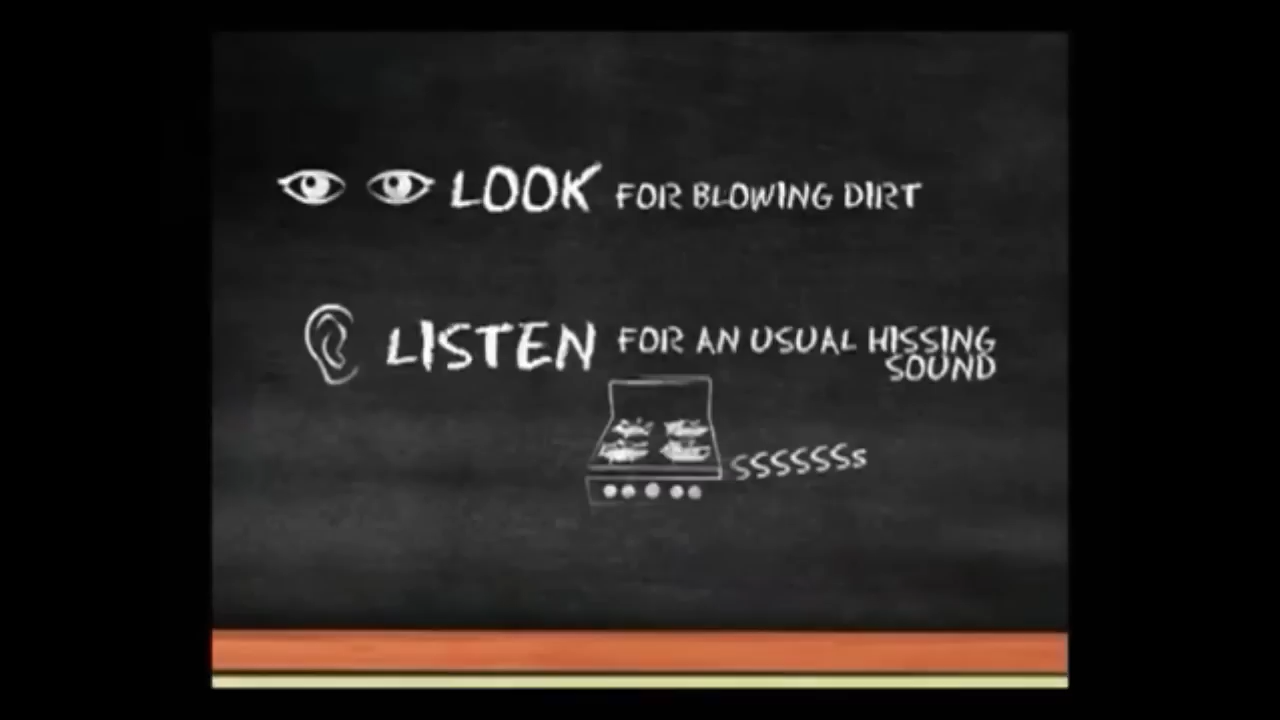 LOOK FOR BLOWING DIRT
LISTEN FOR AN USUAL HISSING
SOUND
SSSSSSs